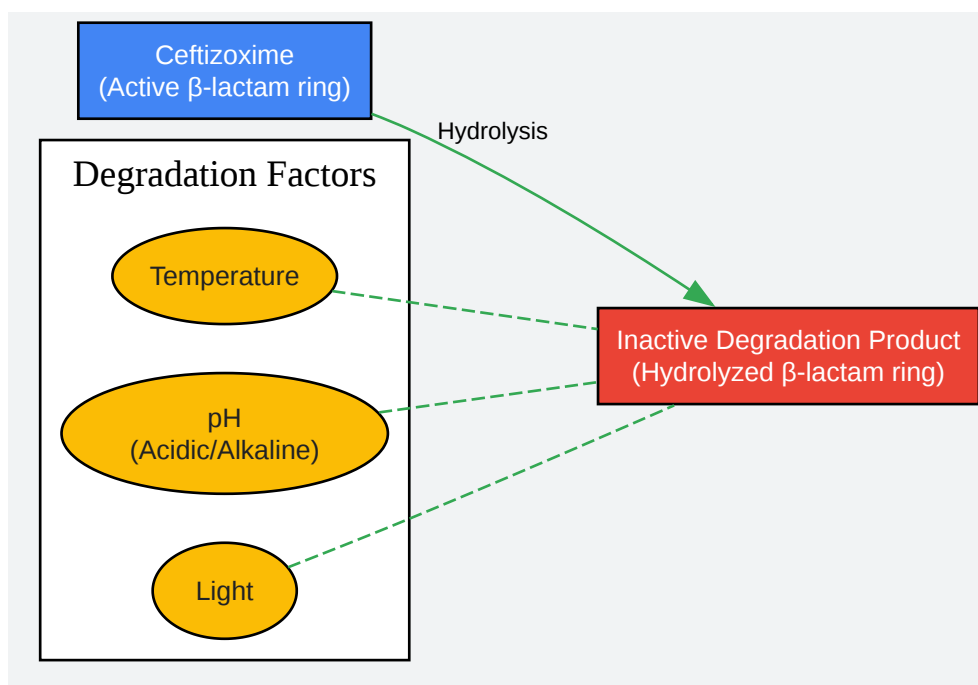 Ceftizoxime
(Active β-lactam ring)
Hydrolysis
Degradation Factors
Temperature
Inactive Degradation Product
(Hydrolyzed β-lactam ring)
pH
(Acidic/Alkaline)
Light